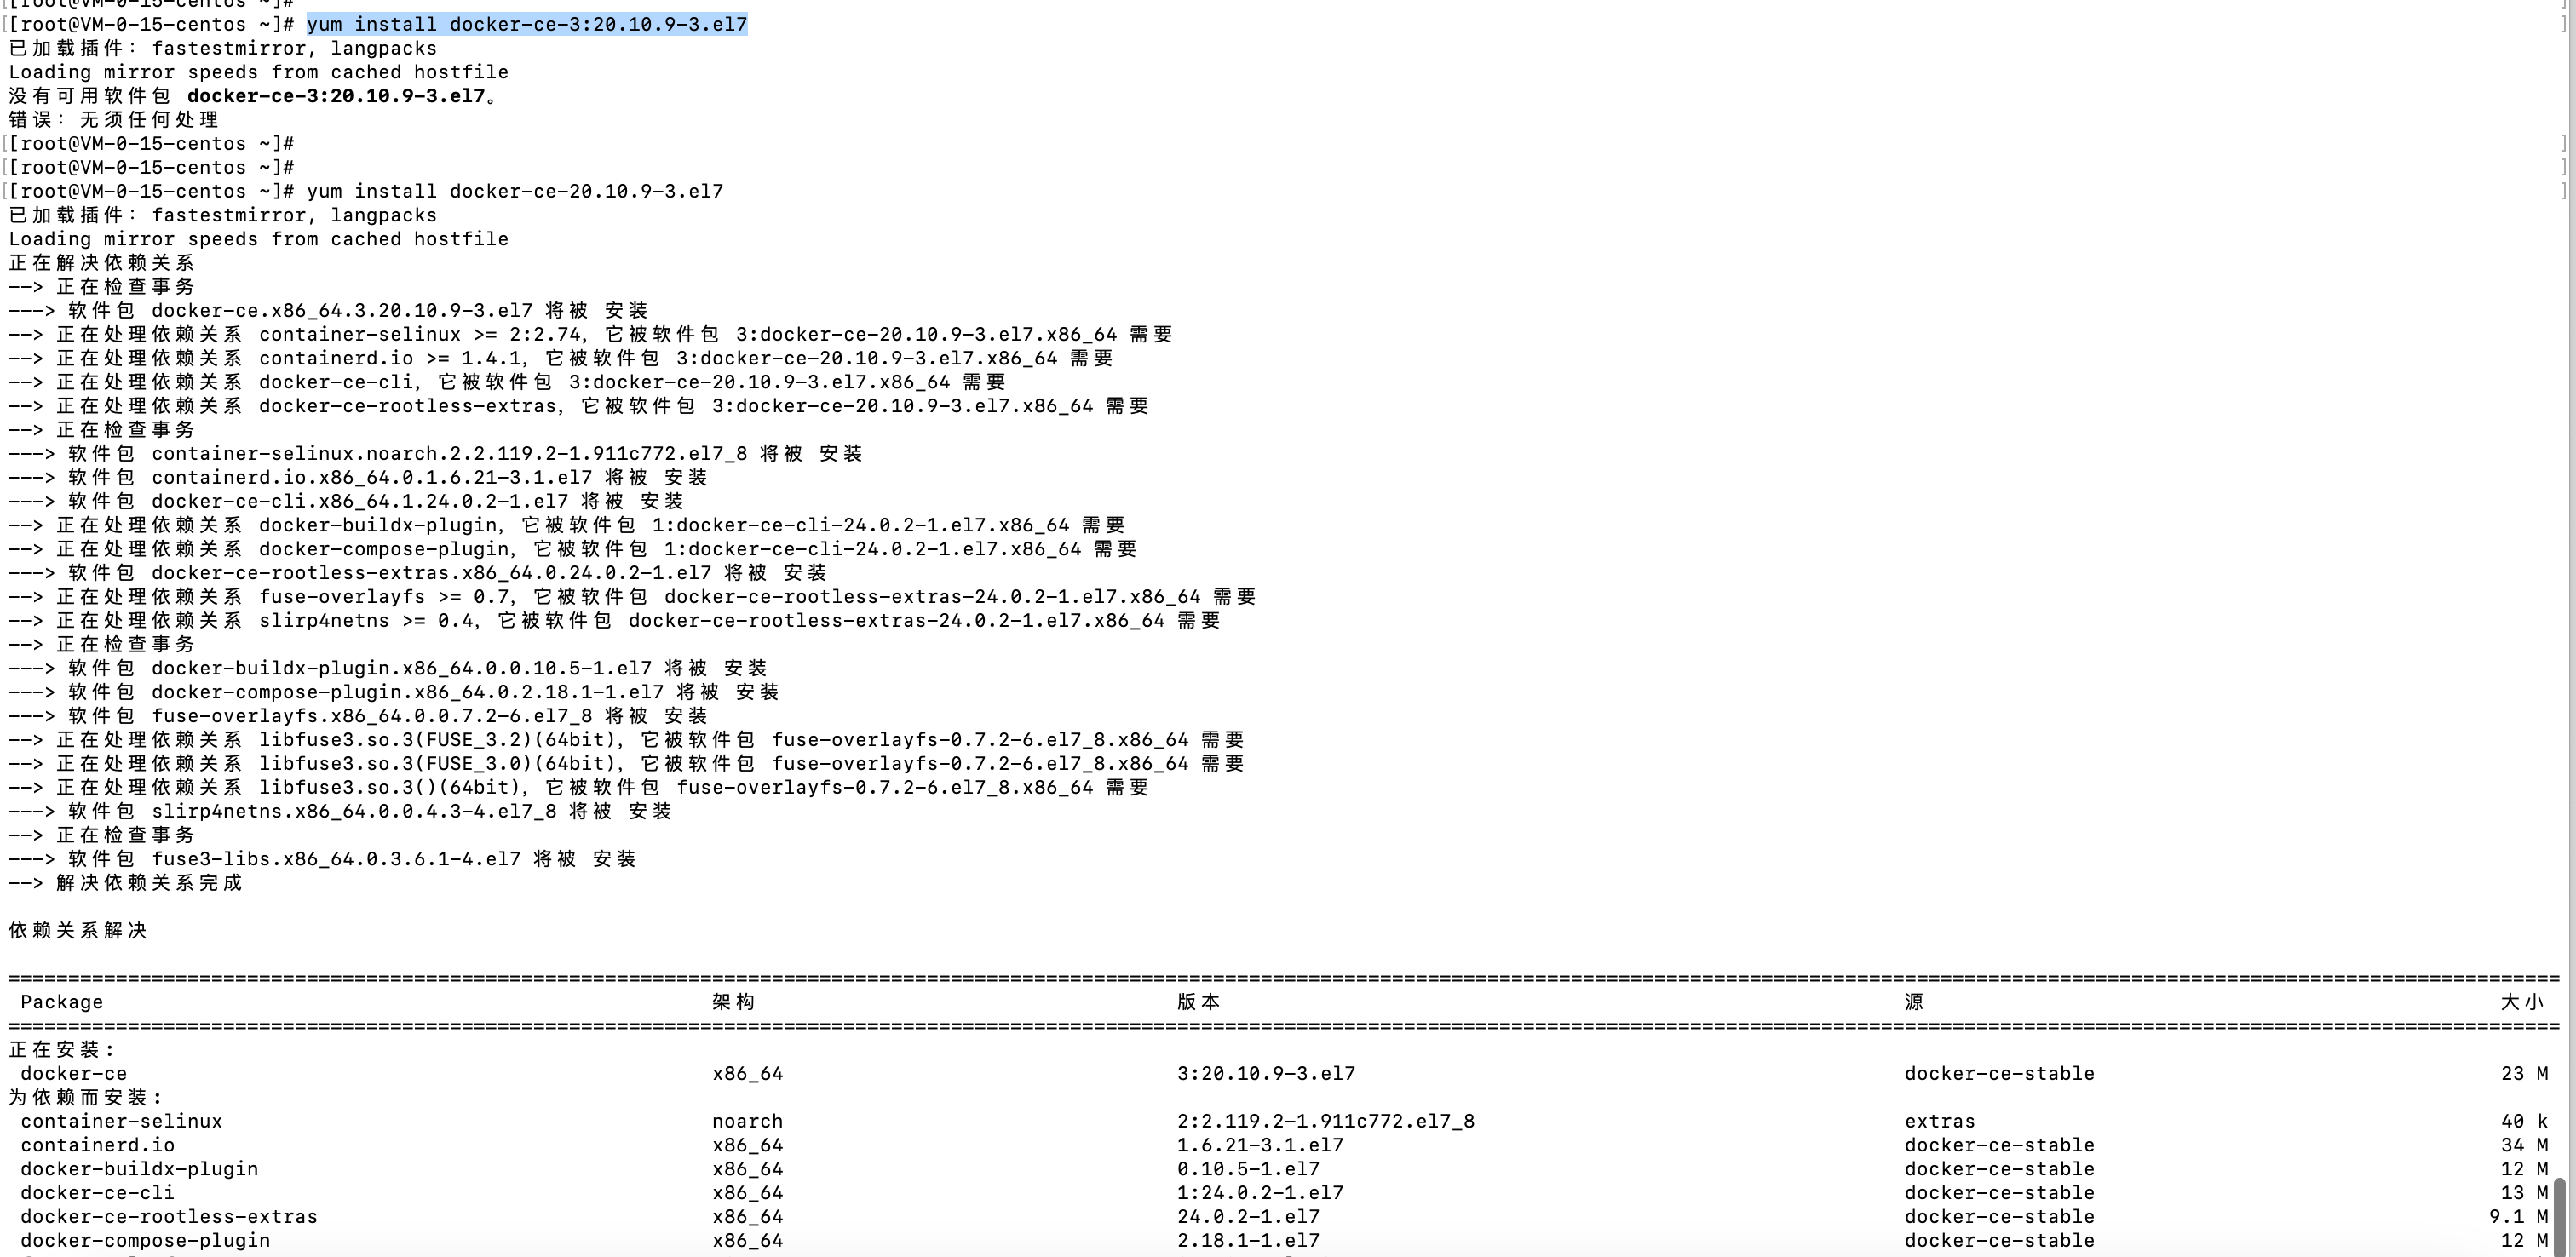 [[root@VM-0-15-centos ~]# ]
[[root@VM-0-15-centos ~]# yum install docker-ce-3:20.10.9-3.el7 ]
已加载插件：fastestmirror, langpacks
Loading mirror speeds from cached hostfile
没有可用软件包 docker-ce-3:20.10.9-3.el7。
错误：无须任何处理
[[root@VM-0-15-centos ~]# ]
[[root@VM-0-15-centos ~]# ]
[[root@VM-0-15-centos ~]# yum install docker-ce-20.10.9-3.el7 ]
已加载插件：fastestmirror, langpacks
Loading mirror speeds from cached hostfile
正在解决依赖关系
--> 正在检查事务
---> 软件包 docker-ce.x86_64.3.20.10.9-3.el7 将被 安装
--> 正在处理依赖关系 container-selinux >= 2:2.74，它被软件包 3:docker-ce-20.10.9-3.el7.x86_64 需要
--> 正在处理依赖关系 containerd.io >= 1.4.1，它被软件包 3:docker-ce-20.10.9-3.el7.x86_64 需要
--> 正在处理依赖关系 docker-ce-cli，它被软件包 3:docker-ce-20.10.9-3.el7.x86_64 需要
--> 正在处理依赖关系 docker-ce-rootless-extras，它被软件包 3:docker-ce-20.10.9-3.el7.x86_64 需要
--> 正在检查事务
---> 软件包 container-selinux.noarch.2.2.119.2-1.911c772.el7_8 将被 安装
---> 软件包 containerd.io.x86_64.0.1.6.21-3.1.el7 将被 安装
---> 软件包 docker-ce-cli.x86_64.1.24.0.2-1.el7 将被 安装
--> 正在处理依赖关系 docker-buildx-plugin，它被软件包 1:docker-ce-cli-24.0.2-1.el7.x86_64 需要
--> 正在处理依赖关系 docker-compose-plugin，它被软件包 1:docker-ce-cli-24.0.2-1.el7.x86_64 需要
---> 软件包 docker-ce-rootless-extras.x86_64.0.24.0.2-1.el7 将被 安装
--> 正在处理依赖关系 fuse-overlayfs >= 0.7，它被软件包 docker-ce-rootless-extras-24.0.2-1.el7.x86_64 需要
--> 正在处理依赖关系 slirp4netns >= 0.4，它被软件包 docker-ce-rootless-extras-24.0.2-1.el7.x86_64 需要
--> 正在检查事务
---> 软件包 docker-buildx-plugin.x86_64.0.0.10.5-1.el7 将被 安装
---> 软件包 docker-compose-plugin.x86_64.0.2.18.1-1.el7 将被 安装
---> 软件包 fuse-overlayfs.x86_64.0.0.7.2-6.el7_8 将被 安装
--> 正在处理依赖关系 libfuse3.so.3(FUSE_3.2)(64bit)，它被软件包 fuse-overlayfs-0.7.2-6.el7_8.x86_64 需要
--> 正在处理依赖关系 libfuse3.so.3(FUSE_3.0)(64bit)，它被软件包 fuse-overlayfs-0.7.2-6.el7_8.x86_64 需要
--> 正在处理依赖关系 libfuse3.so.3()(64bit)，它被软件包 fuse-overlayfs-0.7.2-6.el7_8.x86_64 需要
---> 软件包 slirp4netns.x86_64.0.0.4.3-4.el7_8 将被 安装
--> 正在检查事务
---> 软件包 fuse3-libs.x86_64.0.3.6.1-4.el7 将被 安装
--> 解决依赖关系完成
依赖关系解决
Package 架构 版本 源 大小
正在安装:
docker-ce x86_64 3:20.10.9-3.el7 docker-ce-stable 23 M
为依赖而安装:
container-selinux noarch 2:2.119.2-1.911c772.el7_8 extras 40 k
containerd.io x86_64 1.6.21-3.1.el7 docker-ce-stable 34 M
docker-buildx-plugin x86_64 0.10.5-1.el7 docker-ce-stable 12 M
docker-ce-cli x86_64 1:24.0.2-1.el7 docker-ce-stable 13 M
docker-ce-rootless-extras x86_64 24.0.2-1.el7 docker-ce-stable 9.1 M
docker-compose-plugin x86_64 2.18.1-1.el7 docker-ce-stable 12 M